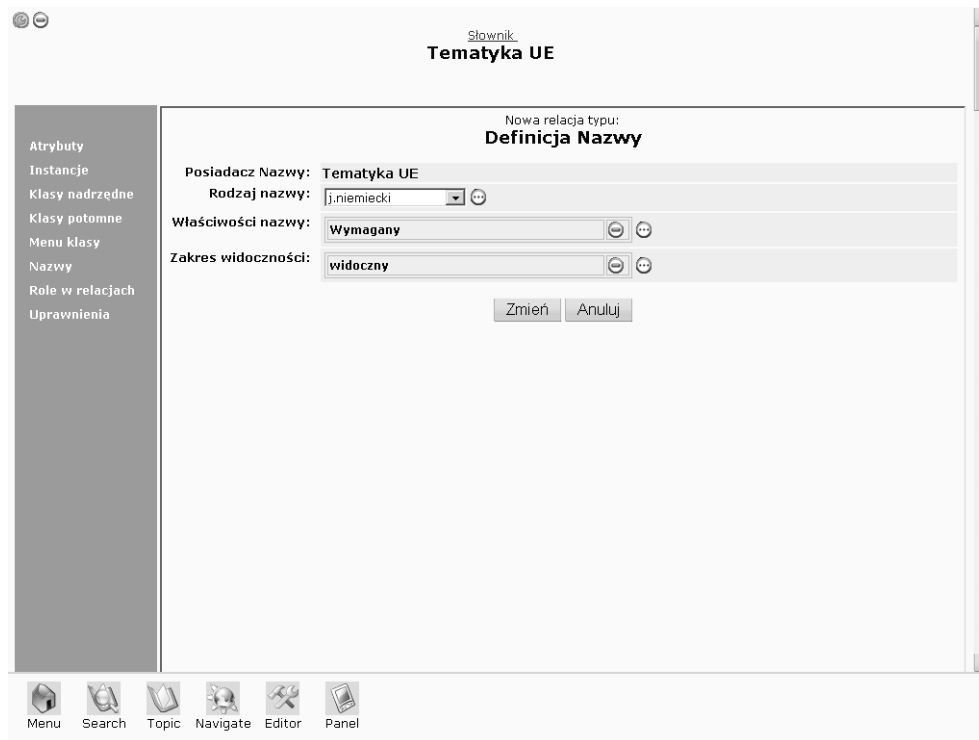 Słownik
Tematyka UE
Atrybuty
Instancje
Klasy nadrzędne
Klasy potomne
Menu klasy
Nazwy
Role w relacjach
Uprawnienia
Nowa relacja typu:
Definicja Nazwy
Posiadacz Nazwy: Tematyka UE
Rodzaj nazwy: j.niemiecki
Właściwości nazwy: Wymagany
Zakres widoczności: widoczny
Zmień Anuluj
Menu Search Topic Navigate Editor Panel